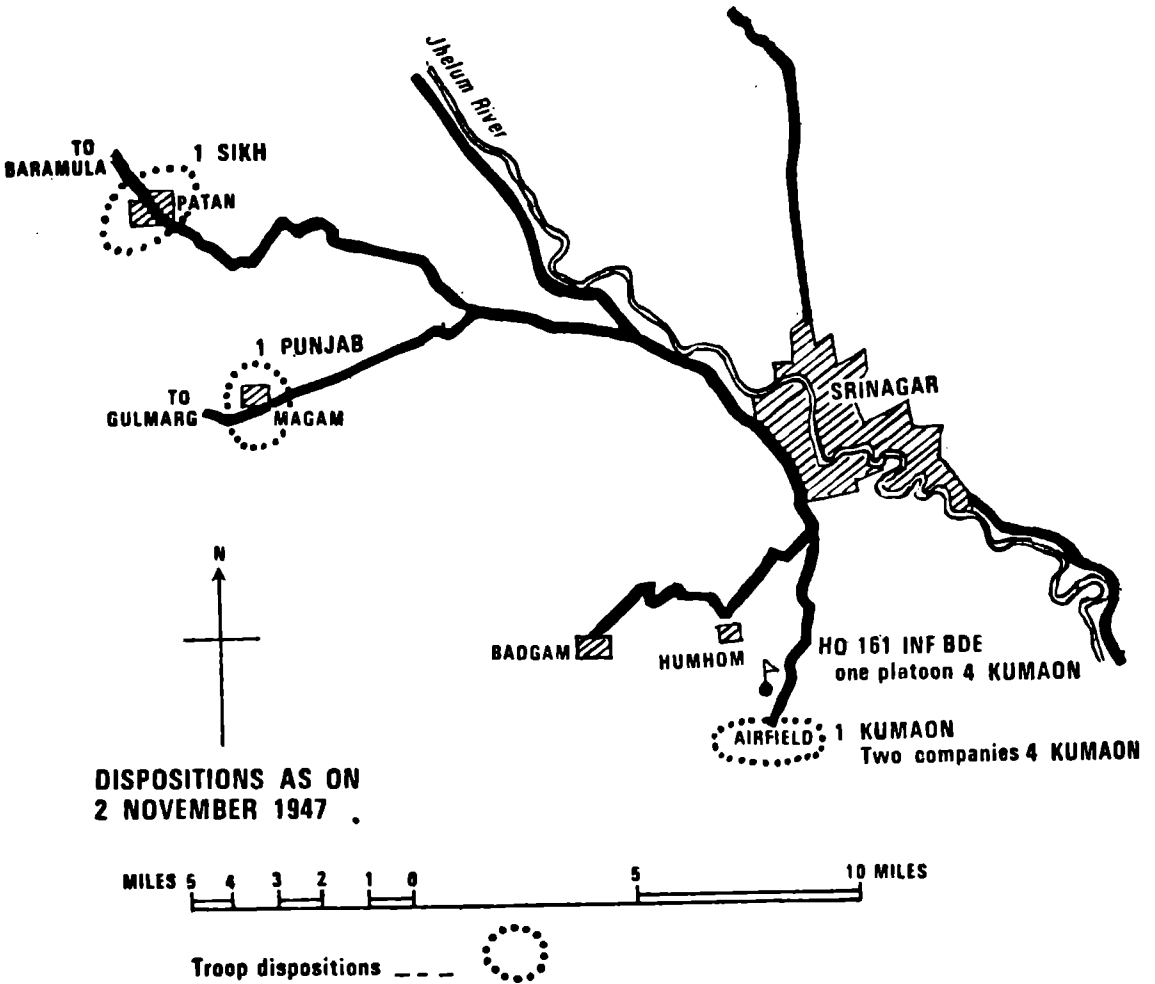 Jhelum River
TO
BARAMULA
1 SIKH
PATAN
1 PUNJAB
TO
GULMARG
MAGAM
SRINAGAR
N
BADGAM
HUMHOM
HQ 161 INF BDE
one platoon 4 KUMAON
AIRFIELD
1 KUMAON
Two companies 4 KUMAON
DISPOSITIONS AS ON
2 NOVEMBER 1947
MILES 5 4 3 2 1 0 5 10 MILES
Troop dispositions _ _ _